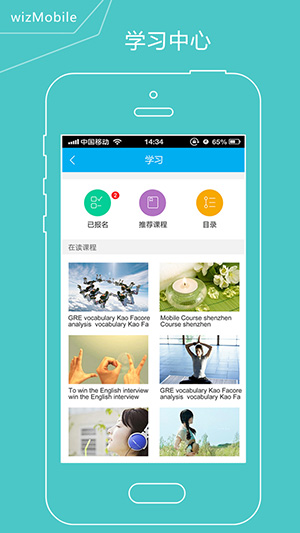 wizMobile
学习中心
中国移动 14:34 65%
学习
2
已报名 推荐课程 目录
在读课程
GRE vocabulary Kao Facore
analysis vocabulary Kao Fa
Mobile Course shenzhen
Course shenzhen
To win the English interview
win the English interview
GRE vocabulary Kao Facore
analysis vocabulary Kao Fa